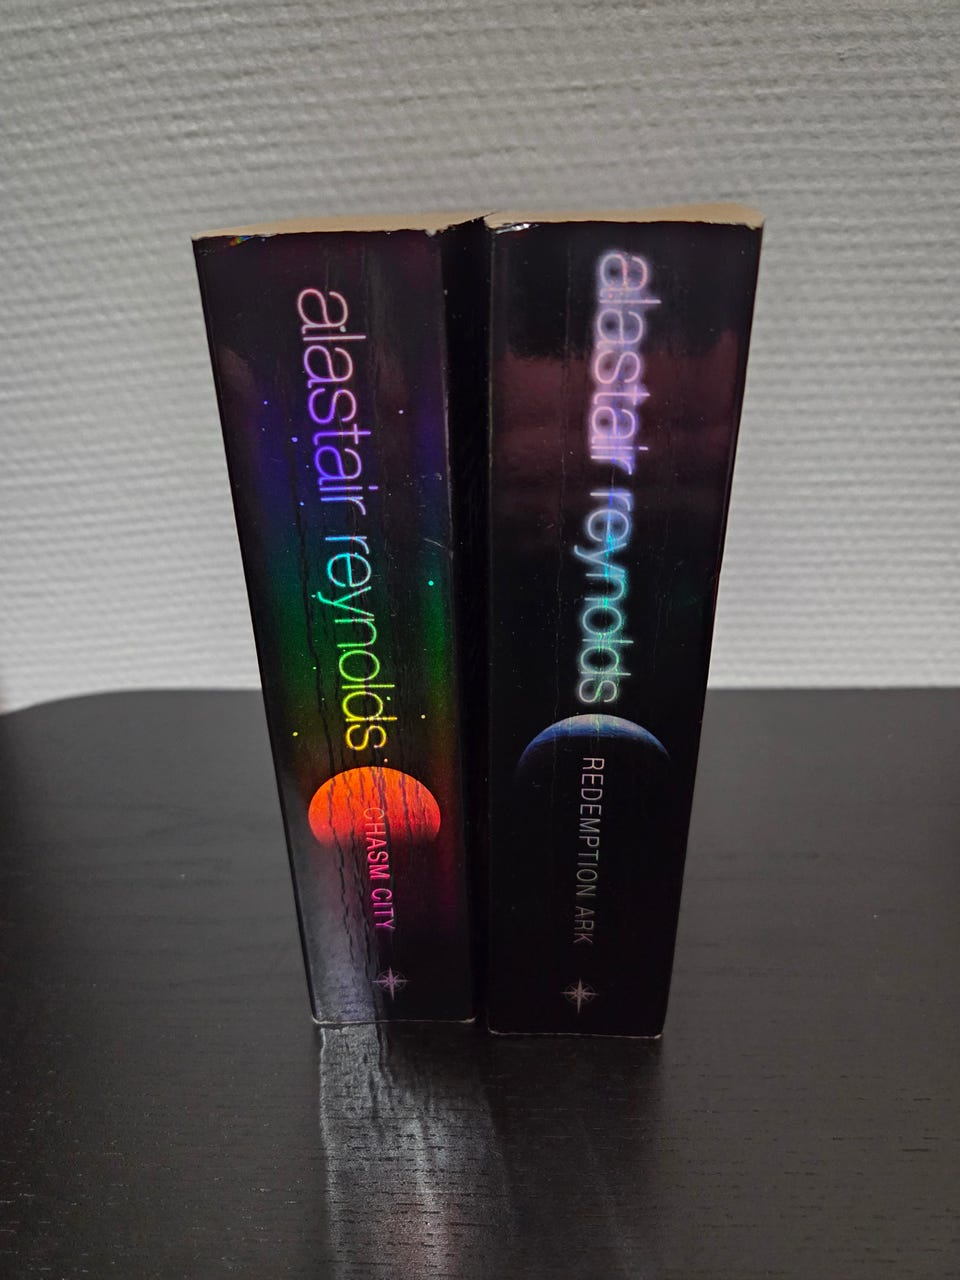 alastair reynolds
CHASM CITY
alastair reynolds
REDEMPTION ARK